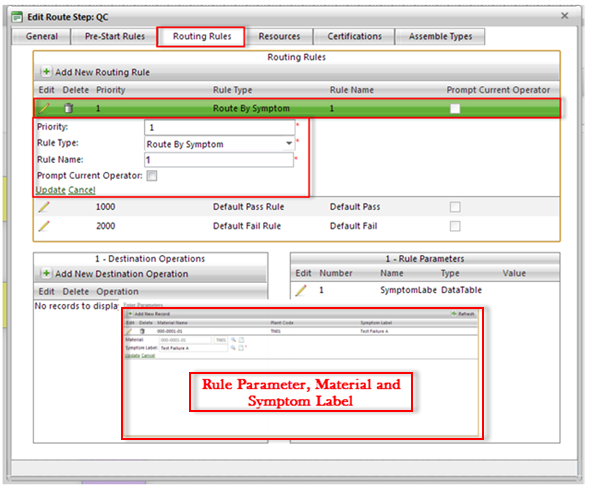 Edit Route Step: QC
General Pre-Start Rules Routing Rules Resources Certifications Assemble Types
Routing Rules
Add New Routing Rule
Edit Delete Priority Rule Type Rule Name Prompt Current Operator
1 Route By Symptom 1
Priority: 1 *
Rule Type: Route By Symptom *
Rule Name: 1 *
Prompt Current Operator:
Update Cancel
1000 Default Pass Rule Default Pass
2000 Default Fail Rule Default Fail
1 - Destination Operations
Add New Destination Operation
Edit Delete Operation
No records to displa
1 - Rule Parameters
Edit Number Name Type Value
1 SymptomLabe DataTable
Add New Record Refresh
Edit Delete Material Name Plant Code Symptom Label
000-0001-01 TN01 Test Failure A
Material: 000-0001-01 TN01
Symptom Label: Test Failure A
Update Cancel
Rule Parameter, Material and
Symptom Label